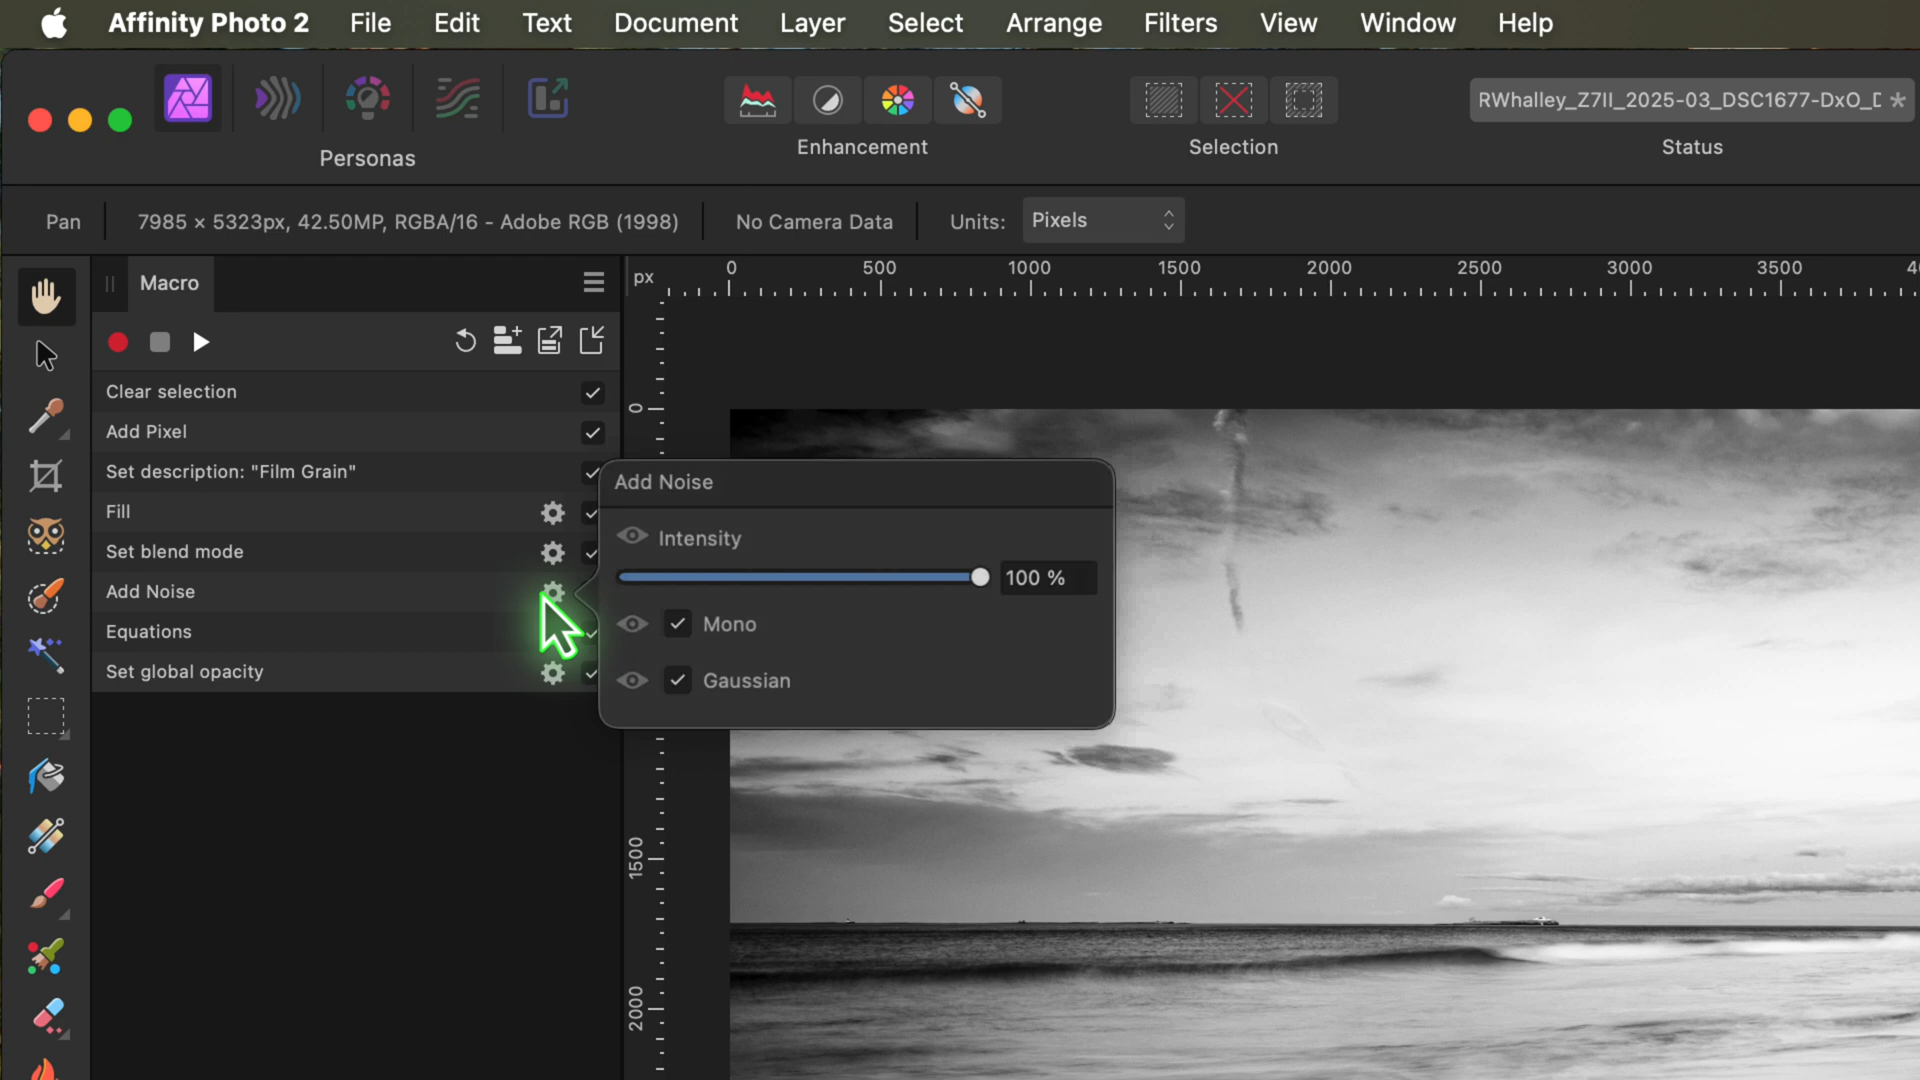 Affinity Photo 2 File Edit Text Document Layer Select Arrange Filters View Window Help
Personas
Enhancement
Selection
RWhalley_Z7II_2025-03_DSC1677-DxO_D *
Status
Pan 7985 × 5323px, 42.50MP, RGBA/16 - Adobe RGB (1998) No Camera Data Units: Pixels
Macro
px 0 500 1000 1500 2000 2500 3000 3500
Clear selection
0
Add Pixel
Set description: "Film Grain"
Fill
Set blend mode
Add Noise
Equations
Set global opacity
Add Noise
Intensity
100 %
Mono
Gaussian
1500
2000